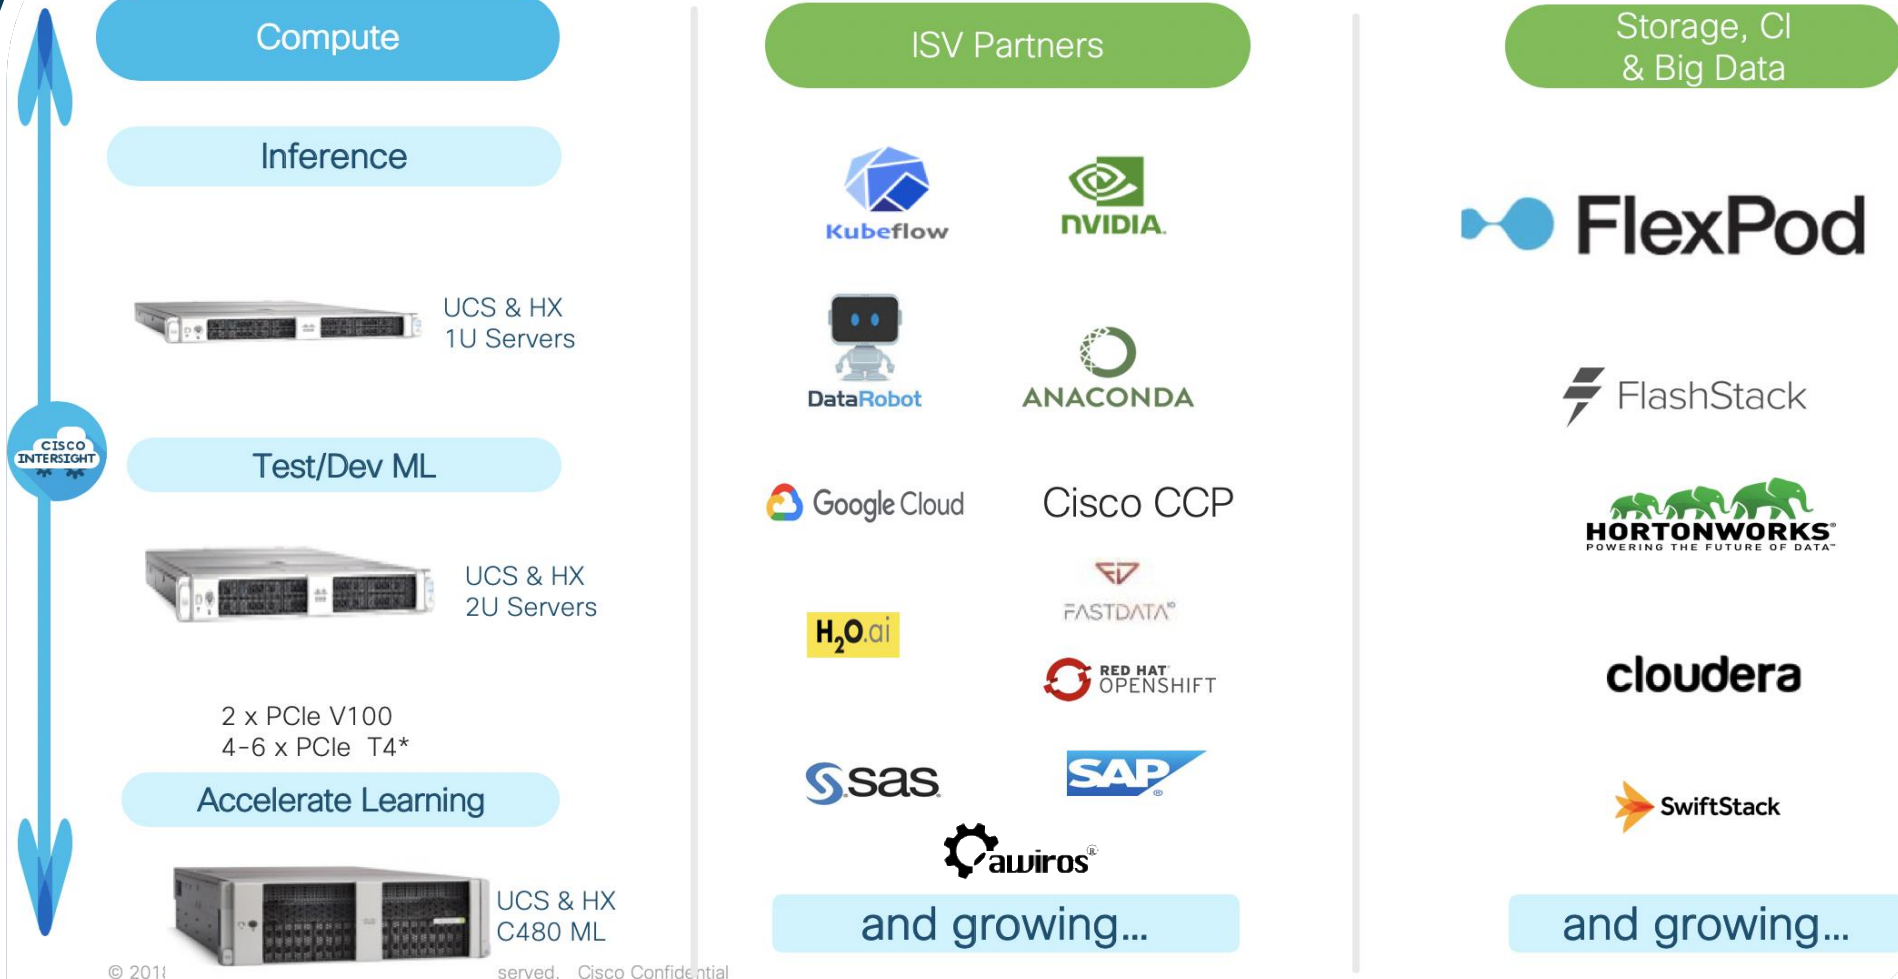 Compute
Inference
UCS & HX
1U Servers
CISCO
INTERSIGHT
Test/Dev ML
UCS & HX
2U Servers
2 x PCIe V100
4-6 x PCIe T4*
Accelerate Learning
UCS & HX
C480 ML
© 2018
served. Cisco Confidential
ISV Partners
Kubeflow
NVIDIA
DataRobot
ANACONDA
Google Cloud
Cisco CCP
FASTDATA
H2O.ai
RED HAT
OPENSHIFT
sas
SAP
awiros
and growing...
Storage, CI
& Big Data
FlexPod
FlashStack
HORTONWORKS
POWERING THE FUTURE OF DATA™
cloudera
SwiftStack
and growing...